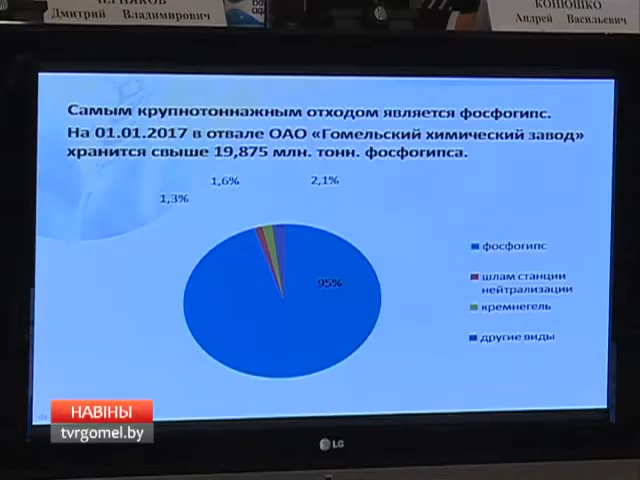 Дмитрий Владимирович
КОНЮШКО
Андрей Васильевич
Самым крупнотоннажным отходом является фосфогипс.
На 01.01.2017 в отвале ОАО «Гомельский химический завод»
хранится свыше 19,875 млн. тонн. фосфогипса.
1,6% 2,1%
1,3%
95%
фосфогипс
шлам станции
нейтрализации
кремнегель
другие виды
НАВІНЫ
tvrgomel.by
LG